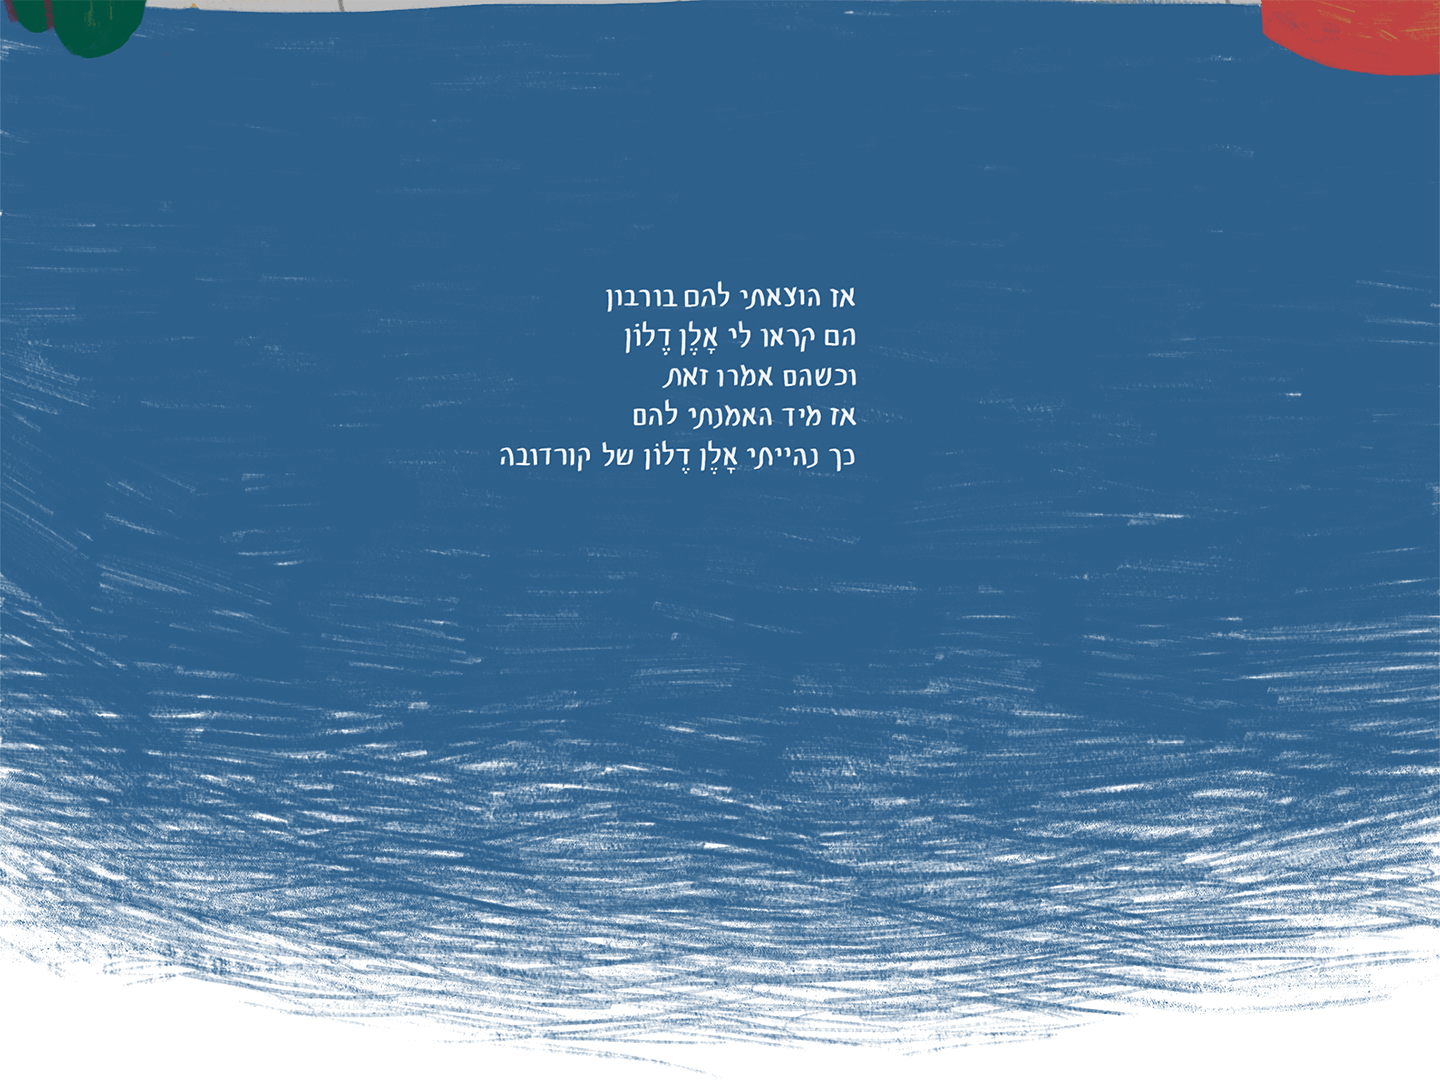 אז הוצאתי להם בורבון
הם קראו לי אָלֶן דֶלוֹן
וכשהם אמרו זאת
אז מיד האמנתי להם
כך נהייתי אָלֶן דֶלוֹן של קורדובה